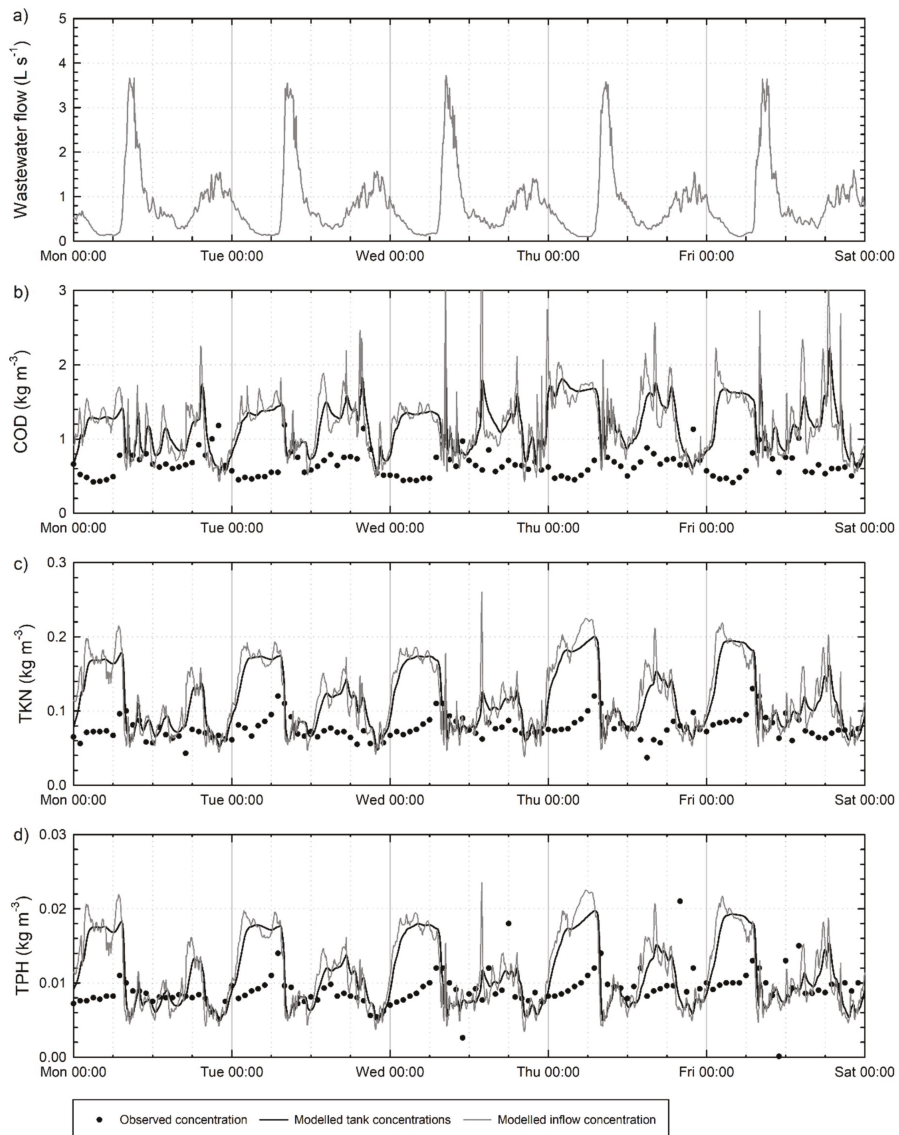 a)
5
4
3
2
1
0
Wastewater flow (L s⁻¹)
Mon 00:00 Tue 00:00 Wed 00:00 Thu 00:00 Fri 00:00 Sat 00:00
b)
3
2
1
0
COD (kg m⁻³)
Mon 00:00 Tue 00:00 Wed 00:00 Thu 00:00 Fri 00:00 Sat 00:00
c)
0.3
0.2
0.1
0.0
TKN (kg m⁻³)
Mon 00:00 Tue 00:00 Wed 00:00 Thu 00:00 Fri 00:00 Sat 00:00
d)
0.03
0.02
0.01
0.00
TPH (kg m⁻³)
Mon 00:00 Tue 00:00 Wed 00:00 Thu 00:00 Fri 00:00 Sat 00:00
Observed concentration Modelled tank concentrations Modelled inflow concentration